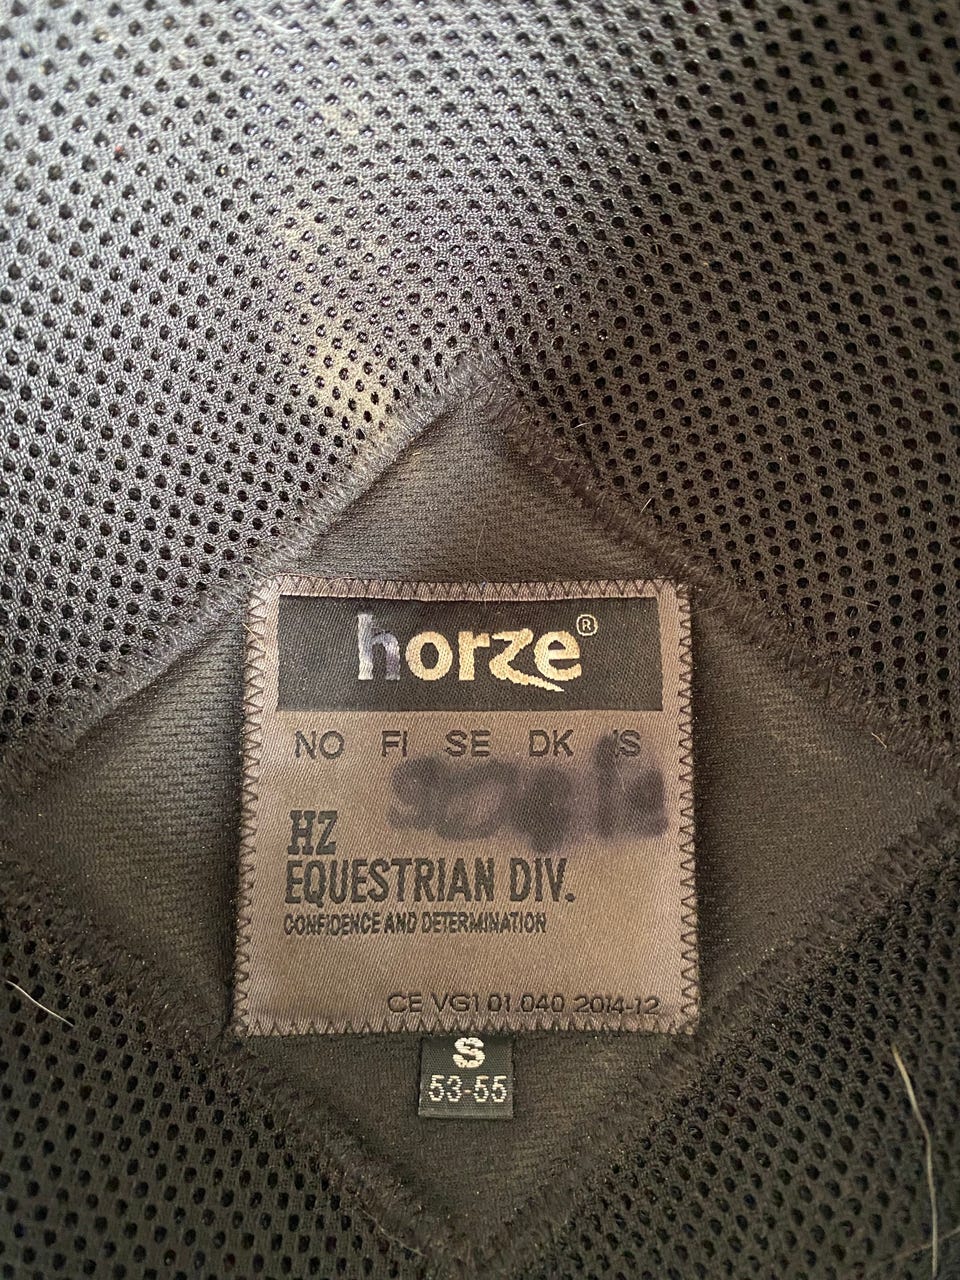 horze®
NO FI SE DK IS
HZ
EQUESTRIAN DIV.
CONFIDENCE AND DETERMINATION
CE VG1 01.040 2014-12
S
53-55